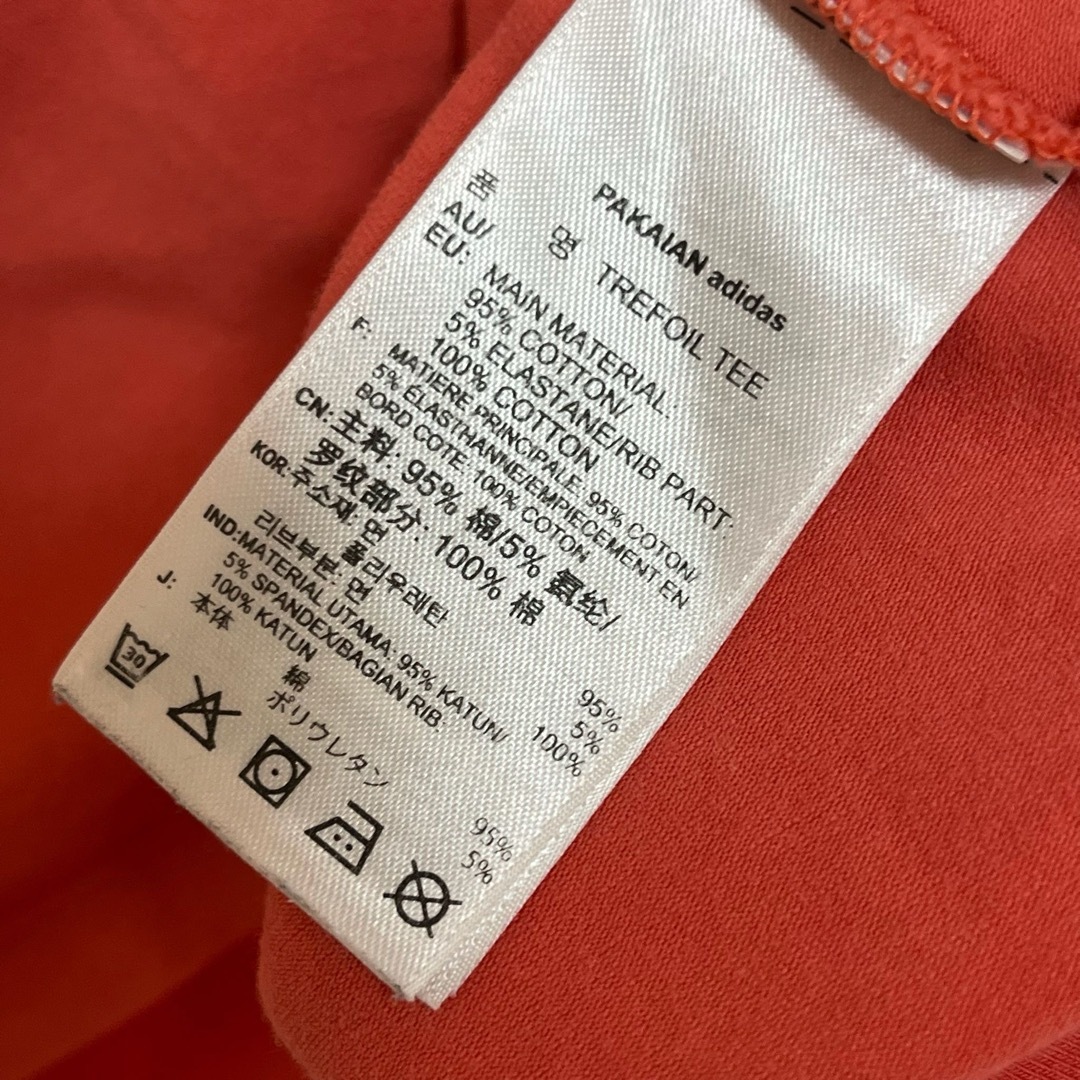 PAKAIAN adidas
품 명 TREFOIL TEE
AU/
EU: MAIN MATERIAL:
95% COTTON/
5% ELASTANE/RIB PART:
100% COTTON
F: MATIERE PRINCIPALE: 95% COTON/
5% ÉLASTHANNE/EMPIECEMENT EN
BORD COTE: 100% COTON
CN: 主料: 95% 棉/5% 氨纶/
罗纹部分: 100% 棉
KOR: 주소재: 면 95%
폴리우레탄 5%
리브부분: 면 100%
IND: MATERIAL UTAMA: 95% KATUN/
5% SPANDEX/BAGIAN RIB:
100% KATUN
J: 本体 綿 95%
ポリウレタン 5%
30